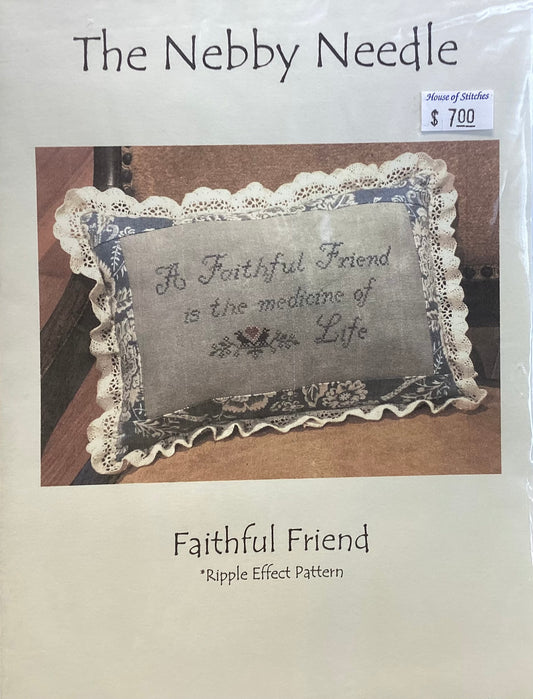 The Nebby Needle
House of Stitches
$ 7.00
A Faithful Friend
is the medicine of
Life
Faithful Friend
*Ripple Effect Pattern